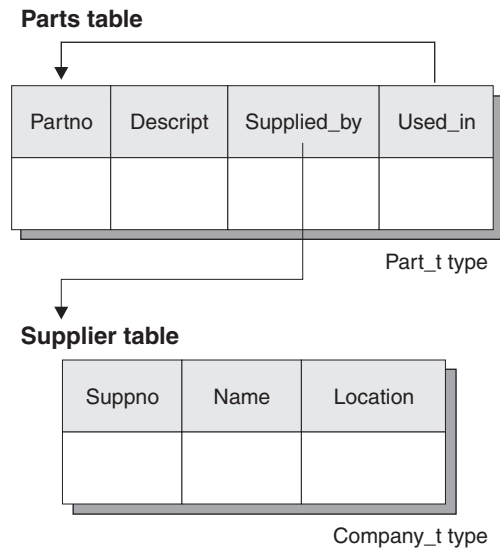 Parts table
Partno Descript Supplied_by Used_in
Part_t type
Supplier table
Suppno Name Location
Company_t type